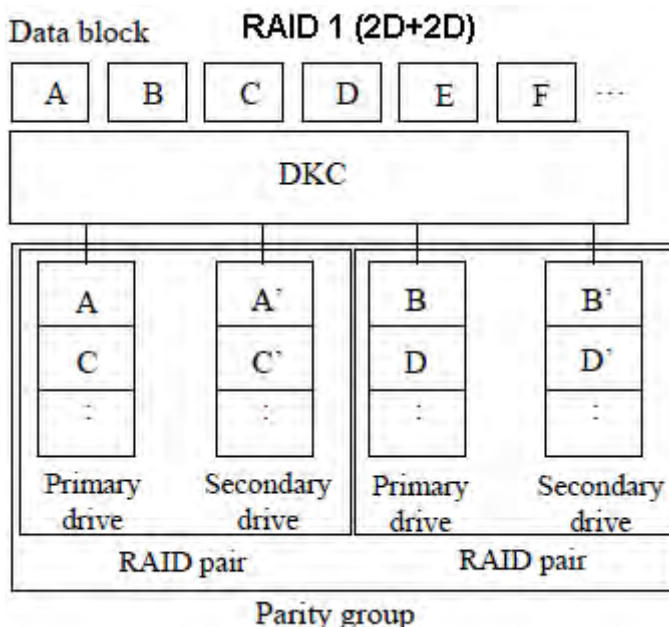 Data block RAID 1 (2D+2D)
A B C D E F ...
DKC
A A’ B B’
C C’ D D’
: : : :
Primary drive Secondary drive Primary drive Secondary drive
RAID pair RAID pair
Parity group